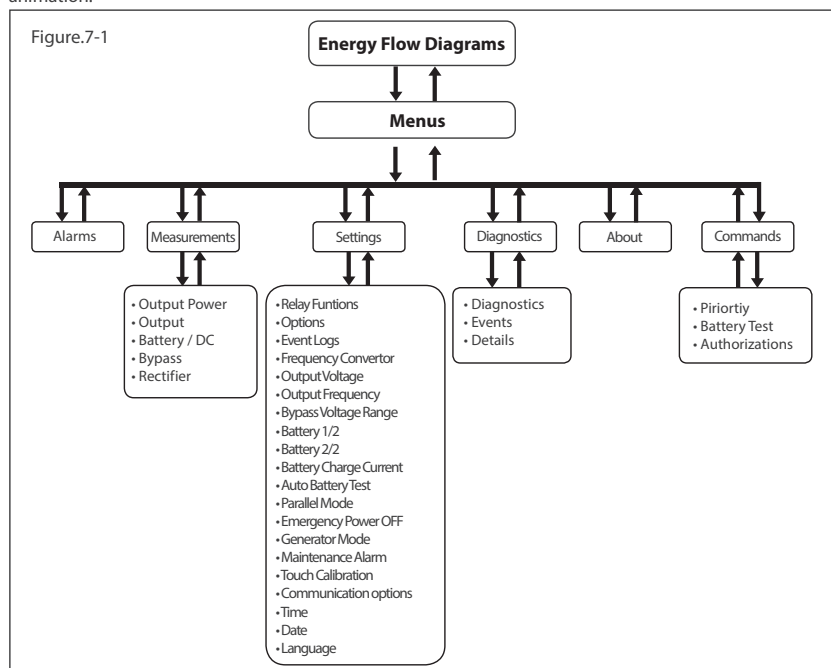 animation.
Figure.7-1
Energy Flow Diagrams
Menus
Alarms
Measurements
Settings
Diagnostics
About
Commands
• Output Power
• Output
• Battery / DC
• Bypass
• Rectifier
• Relay Funtions
• Options
• Event Logs
• Frequency Convertor
• Output Voltage
• Output Frequency
• Bypass Voltage Range
• Battery 1/2
• Battery 2/2
• Battery Charge Current
• Auto Battery Test
• Parallel Mode
• Emergency Power OFF
• Generator Mode
• Maintenance Alarm
• Touch Calibration
• Communication options
• Time
• Date
• Language
• Diagnostics
• Events
• Details
• Piriortiy
• Battery Test
• Authorizations